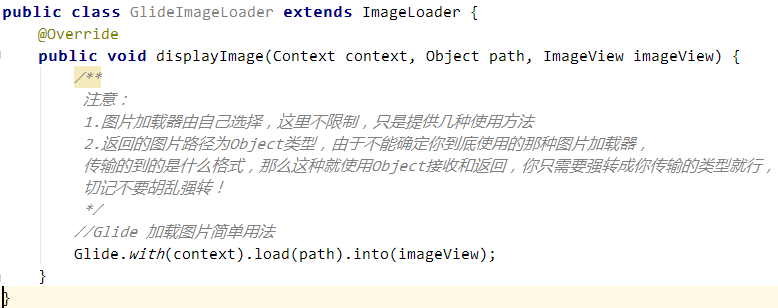 public class GlideImageLoader extends ImageLoader {
@Override
public void displayImage(Context context, Object path, ImageView imageView) {
/**
注意：
1.图片加载器由自己选择，这里不限制，只是提供几种使用方法
2.返回的图片路径为Object类型，由于不能确定你到底使用的那种图片加载器，
传输的到的是什么格式，那么这种就使用Object接收和返回，你只需要强转成你传输的类型就行，
切记不要胡乱强转！
*/
//Glide 加载图片简单用法
Glide.with(context).load(path).into(imageView);
}
}